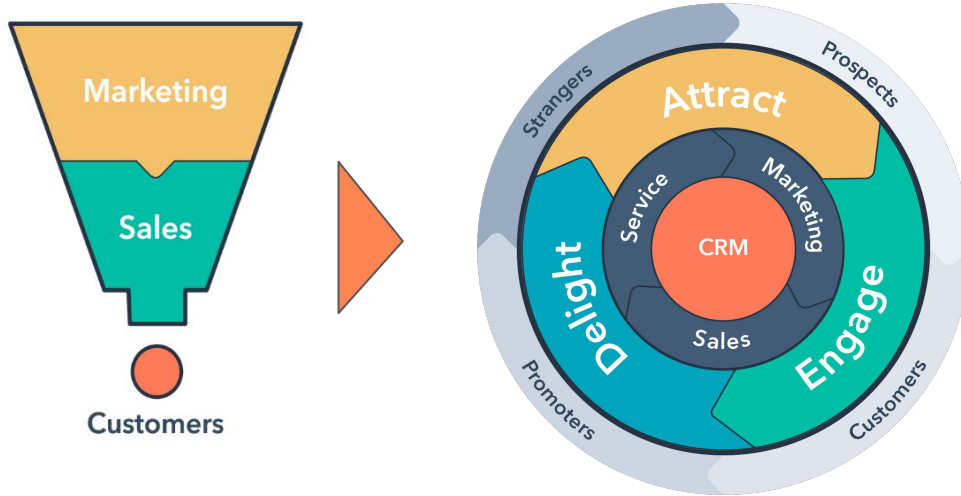 Marketing
Sales
Customers
Strangers
Prospects
Attract
Service
Marketing
CRM
Delight
Engage
Sales
Promoters
Customers